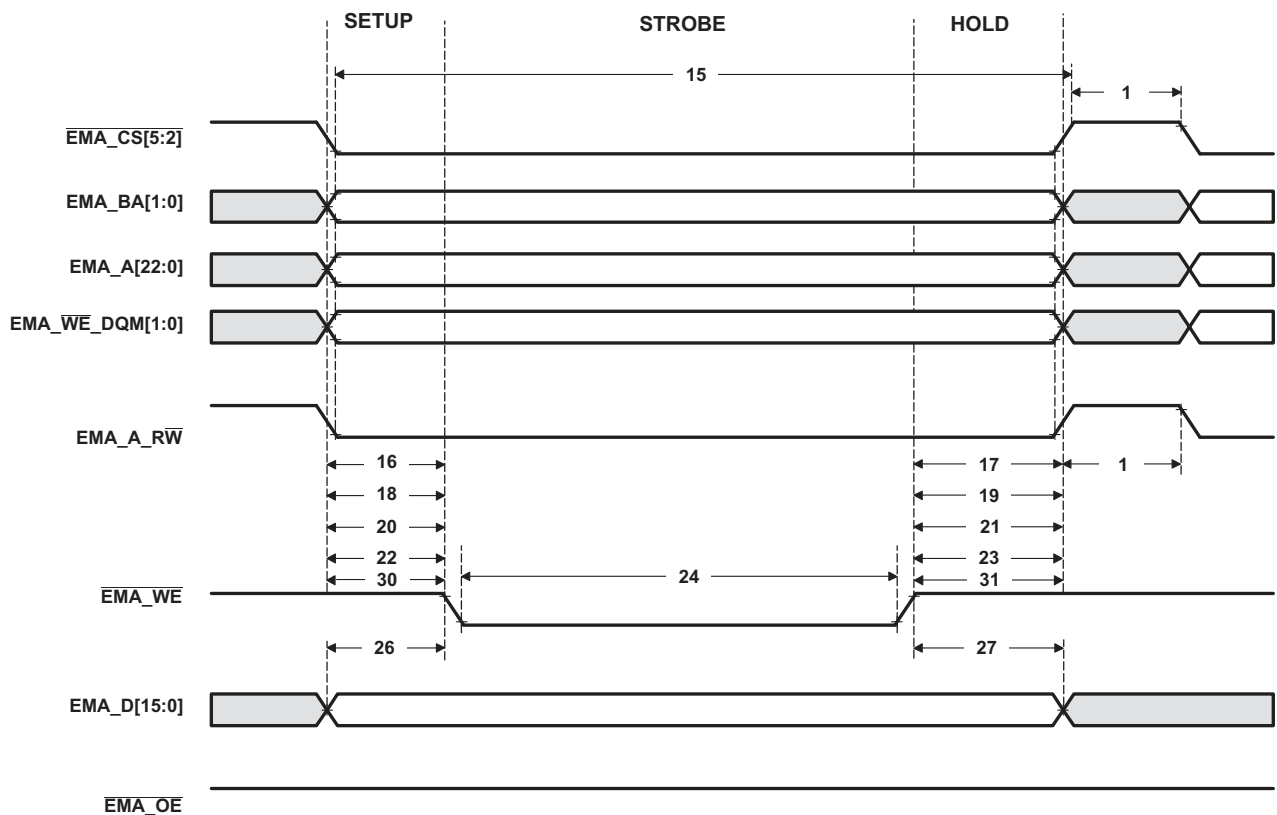 SETUP STROBE HOLD
15
1
EMA_CS[5:2]
EMA_BA[1:0]
EMA_A[22:0]
EMA_WE_DQM[1:0]
EMA_A_RW
16 17 1
18 19
20 21
22 23
24
30 31
EMA_WE
26 27
EMA_D[15:0]
EMA_OE